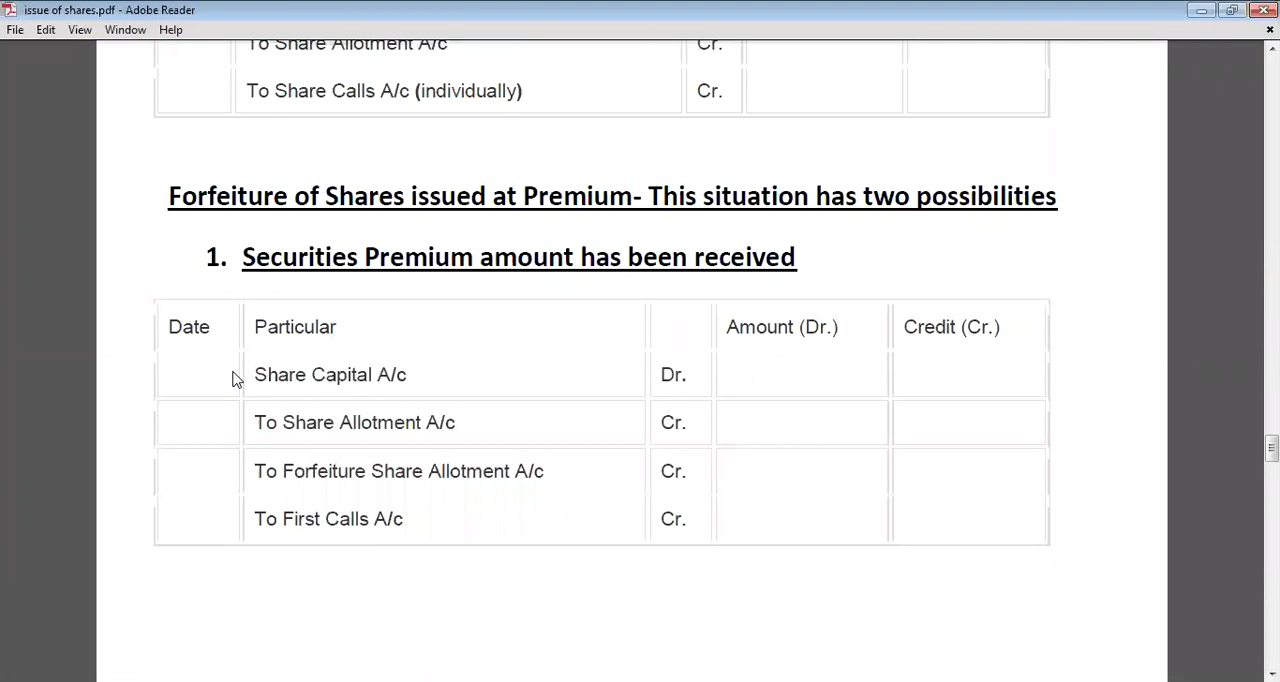 issue of shares.pdf - Adobe Reader
File Edit View Window Help
To Share Allotment A/c Cr.
To Share Calls A/c (individually) Cr.
Forfeiture of Shares issued at Premium- This situation has two possibilities
1. Securities Premium amount has been received
Date Particular Amount (Dr.) Credit (Cr.)
Share Capital A/c Dr.
To Share Allotment A/c Cr.
To Forfeiture Share Allotment A/c Cr.
To First Calls A/c Cr.